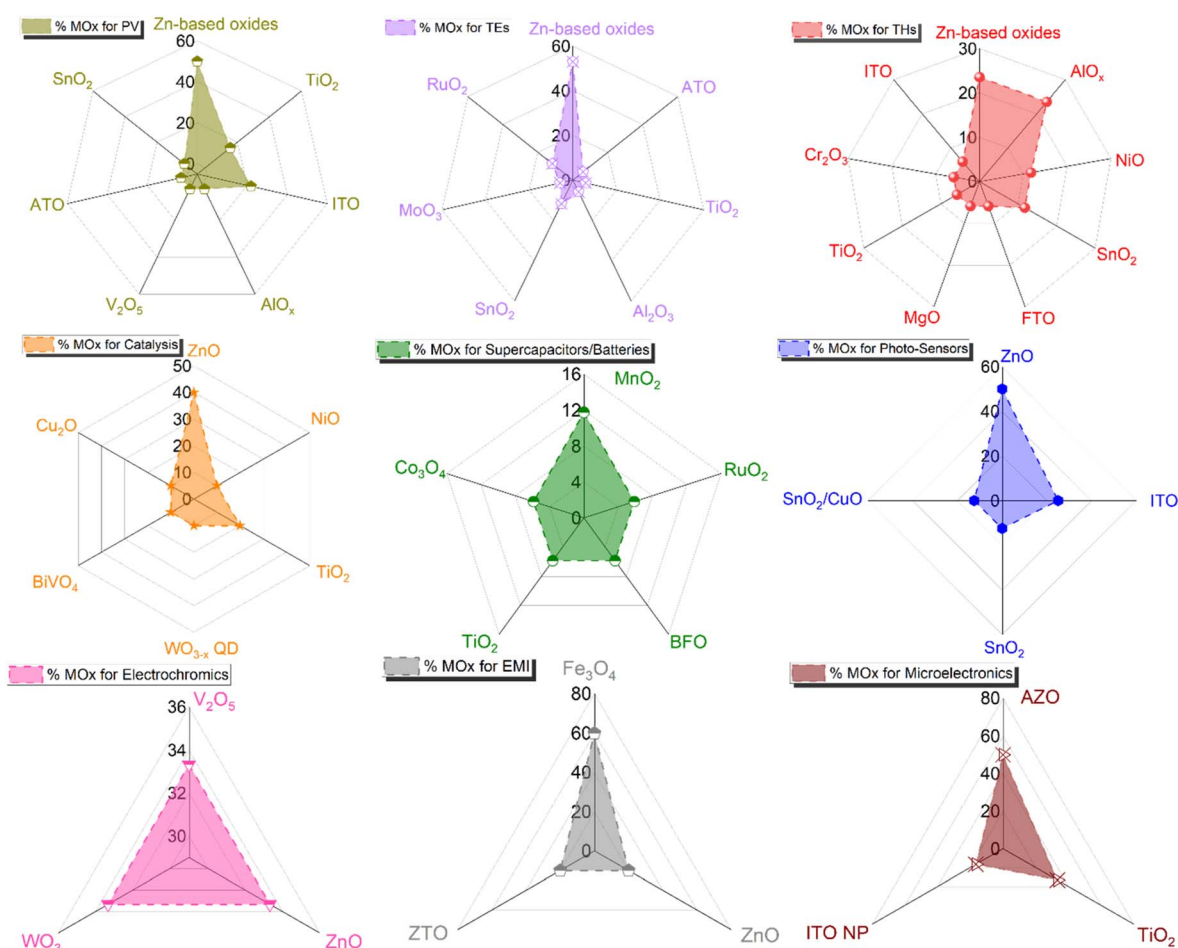 % MOx for PV
Zn-based oxides
60
40
20
0
TiO₂
ITO
AlOₓ
V₂O₅
ATO
SnO₂
% MOx for TEs
Zn-based oxides
60
40
20
0
ATO
TiO₂
Al₂O₃
SnO₂
MoO₃
RuO₂
% MOx for THs
Zn-based oxides
30
20
10
0
AlOₓ
NiO
SnO₂
FTO
MgO
TiO₂
Cr₂O₃
ITO
% MOx for Catalysis
ZnO
50
40
30
20
10
0
NiO
TiO₂
WO₃₋ₓ QD
BiVO₄
Cu₂O
% MOx for Supercapacitors/Batteries
16
MnO₂
12
8
4
0
RuO₂
BFO
TiO₂
Co₃O₄
% MOx for Photo-Sensors
60
ZnO
40
20
0
ITO
SnO₂
SnO₂/CuO
% MOx for Electrochromics
V₂O₅
36
34
32
30
ZnO
WO₃
% MOx for EMI
Fe₃O₄
80
60
40
20
0
ZnO
ZTO
% MOx for Microelectronics
80
AZO
60
40
20
0
TiO₂
ITO NP